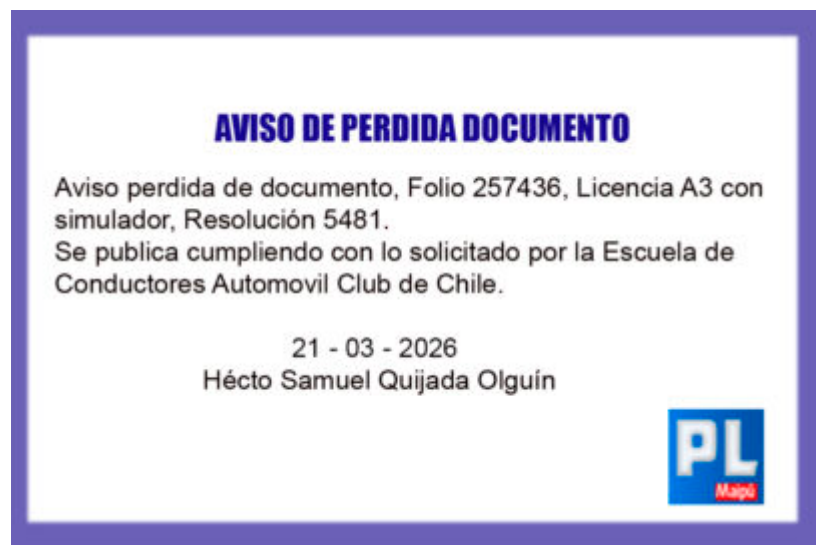 AVISO DE PERDIDA DOCUMENTO
Aviso perdida de documento, Folio 257436, Licencia A3 con
simulador, Resolución 5481.
Se publica cumpliendo con lo solicitado por la Escuela de
Conductores Automovil Club de Chile.
21 - 03 - 2026
Hécto Samuel Quijada Olguín
PL
Maipú